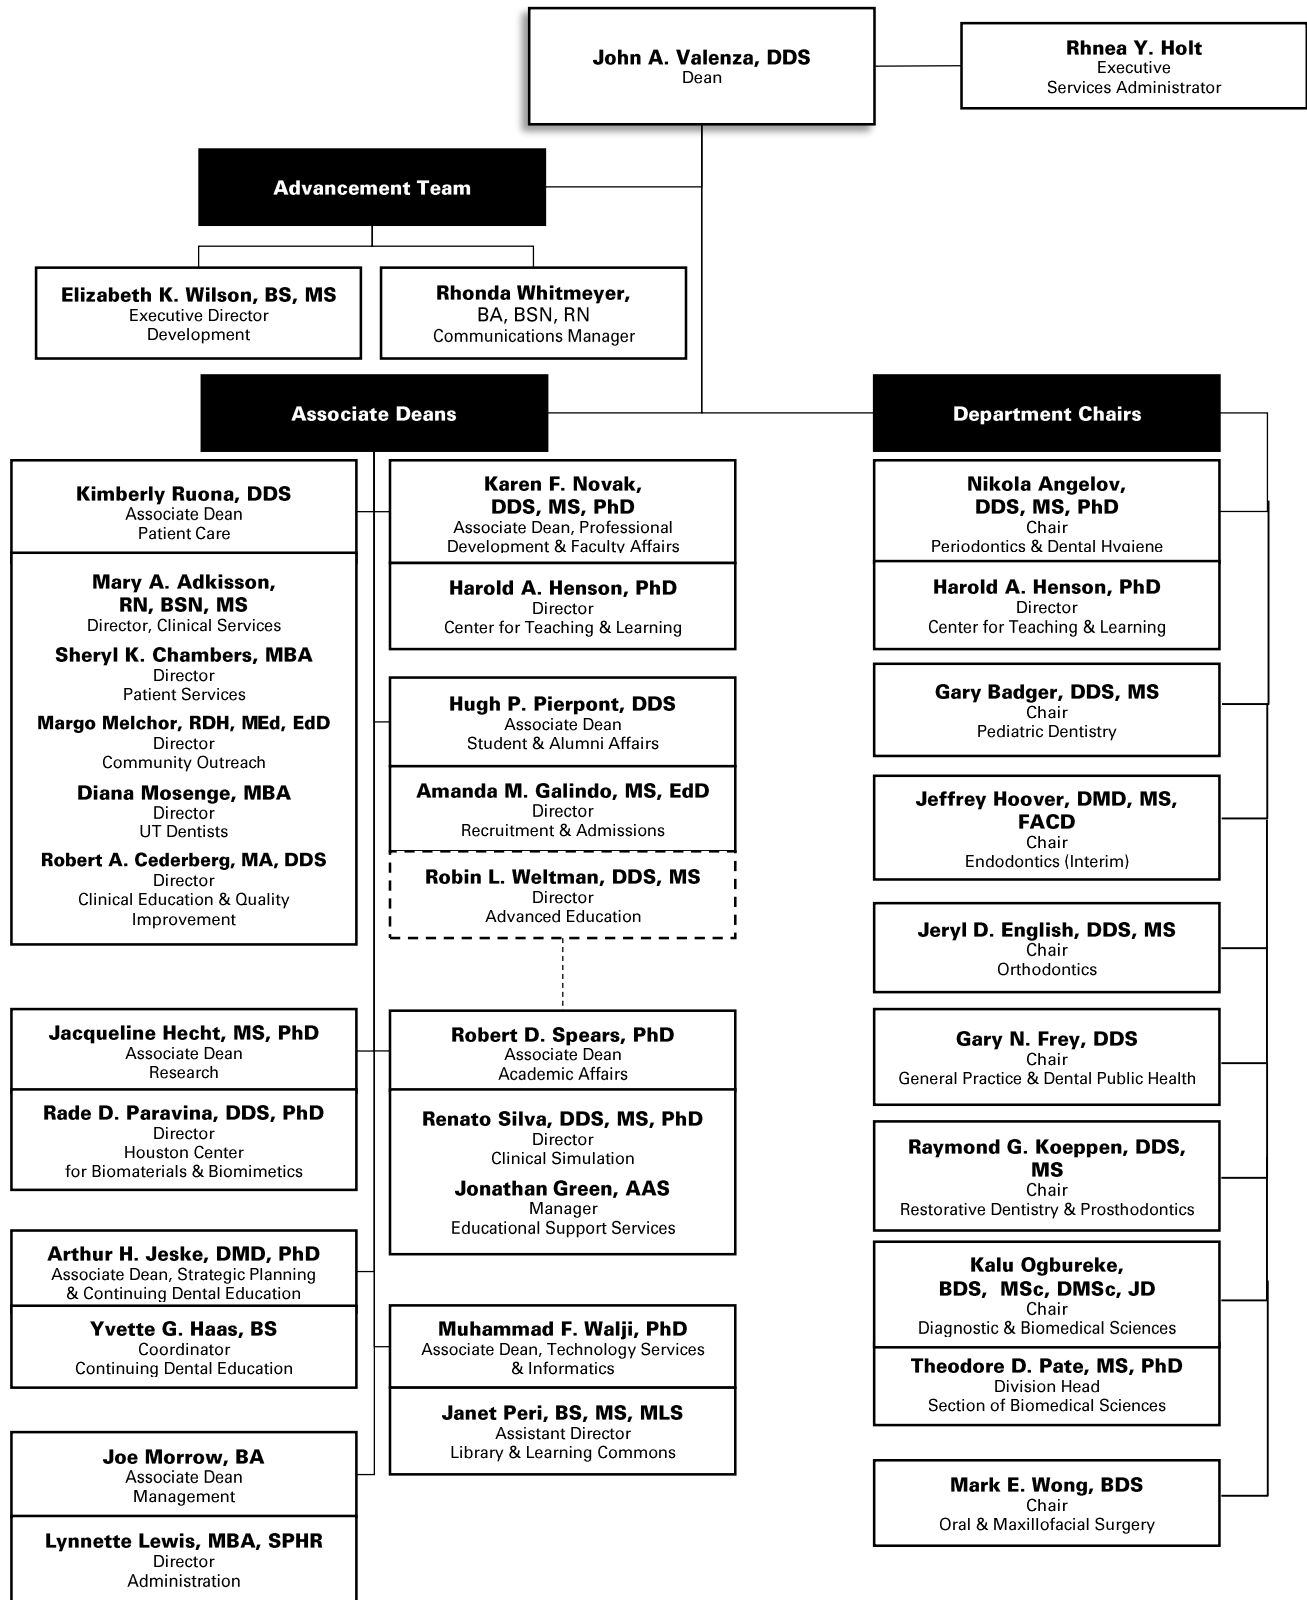 John A. Valenza, DDS
Dean
Rhnea Y. Holt
Executive
Services Administrator
Advancement Team
Elizabeth K. Wilson, BS, MS
Executive Director
Development
Rhonda Whitmeyer,
BA, BSN, RN
Communications Manager
Associate Deans
Department Chairs
Kimberly Ruona, DDS
Associate Dean
Patient Care
Mary A. Adkisson,
RN, BSN, MS
Director, Clinical Services
Sheryl K. Chambers, MBA
Director
Patient Services
Margo Melchor, RDH, MEd, EdD
Director
Community Outreach
Diana Mosenge, MBA
Director
UT Dentists
Robert A. Cederberg, MA, DDS
Director
Clinical Education & Quality
Improvement
Jacqueline Hecht, MS, PhD
Associate Dean
Research
Rade D. Paravina, DDS, PhD
Director
Houston Center
for Biomaterials & Biomimetics
Arthur H. Jeske, DMD, PhD
Associate Dean, Strategic Planning
& Continuing Dental Education
Yvette G. Haas, BS
Coordinator
Continuing Dental Education
Joe Morrow, BA
Associate Dean
Management
Lynnette Lewis, MBA, SPHR
Director
Administration
Karen F. Novak,
DDS, MS, PhD
Associate Dean, Professional
Development & Faculty Affairs
Harold A. Henson, PhD
Director
Center for Teaching & Learning
Hugh P. Pierpont, DDS
Associate Dean
Student & Alumni Affairs
Amanda M. Galindo, MS, EdD
Director
Recruitment & Admissions
Robin L. Weltman, DDS, MS
Director
Advanced Education
Robert D. Spears, PhD
Associate Dean
Academic Affairs
Renato Silva, DDS, MS, PhD
Director
Clinical Simulation
Jonathan Green, AAS
Manager
Educational Support Services
Muhammad F. Walji, PhD
Associate Dean, Technology Services
& Informatics
Janet Peri, BS, MS, MLS
Assistant Director
Library & Learning Commons
Nikola Angelov,
DDS, MS, PhD
Chair
Periodontics & Dental Hygiene
Harold A. Henson, PhD
Director
Center for Teaching & Learning
Gary Badger, DDS, MS
Chair
Pediatric Dentistry
Jeffrey Hoover, DMD, MS,
FACD
Chair
Endodontics (Interim)
Jeryl D. English, DDS, MS
Chair
Orthodontics
Gary N. Frey, DDS
Chair
General Practice & Dental Public Health
Raymond G. Koeppen, DDS,
MS
Chair
Restorative Dentistry & Prosthodontics
Kalu Ogbureke,
BDS, MSc, DMSc, JD
Chair
Diagnostic & Biomedical Sciences
Theodore D. Pate, MS, PhD
Division Head
Section of Biomedical Sciences
Mark E. Wong, BDS
Chair
Oral & Maxillofacial Surgery